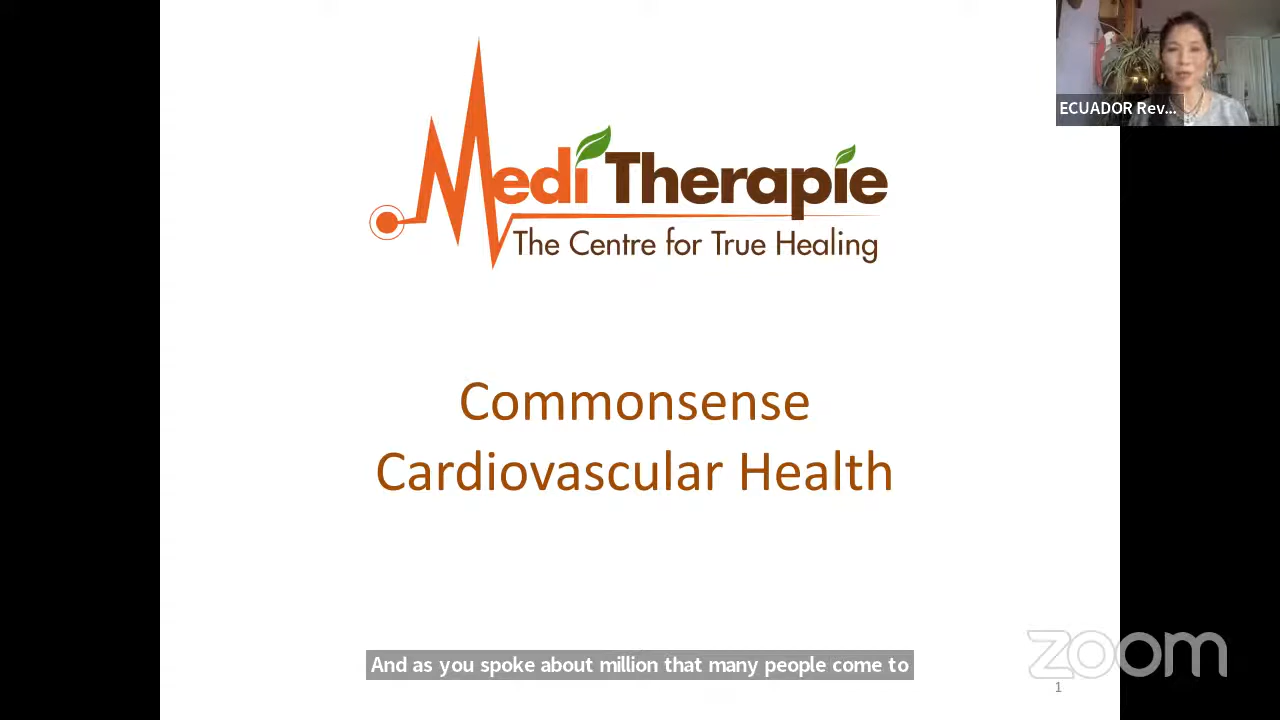 Medi Therapie
The Centre for True Healing
ECUADOR Rev...
Commonsense
Cardiovascular Health
And as you spoke about million that many people come to
zoom
1